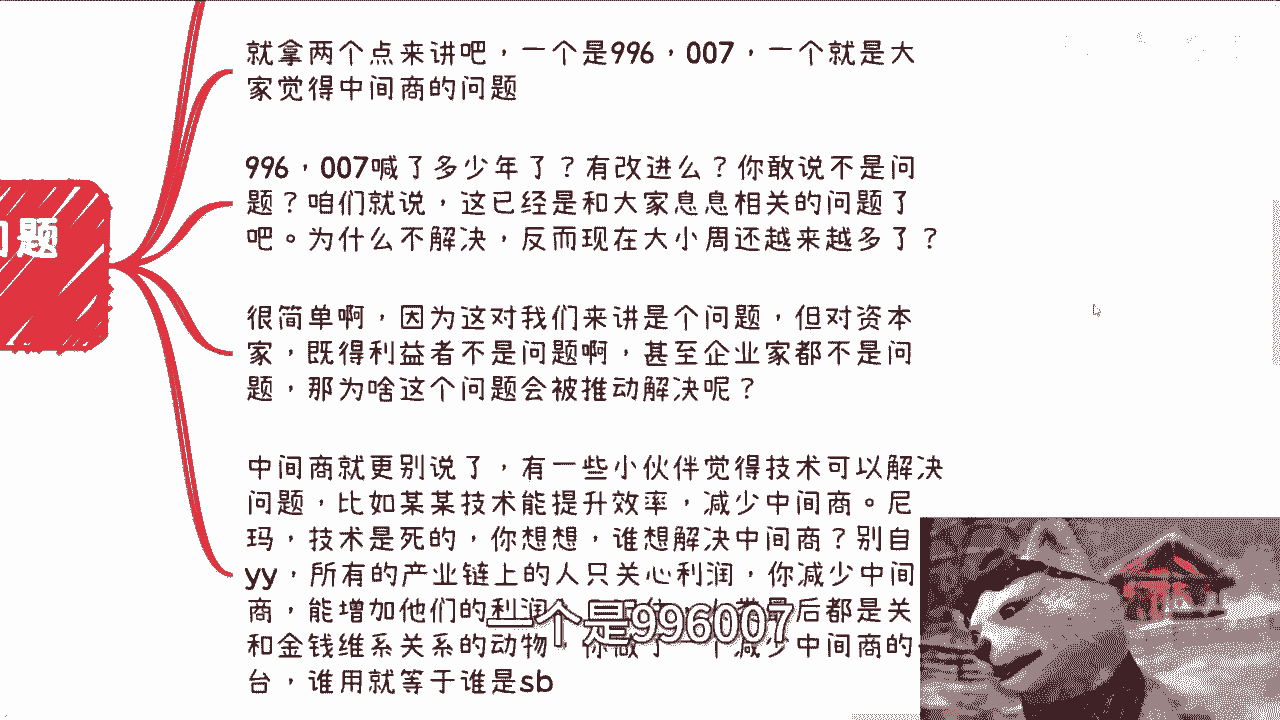 就拿两个点来讲吧，一个是996，007，一个就是大
家觉得中间商的问题
996，007喊了多少年了？有改进么？你敢说不是问
题？咱们就说，这已经是和大家息息相关的问题了
吧。为什么不解决，反而现在大小周还越来越多了？
题
很简单啊，因为这对我们来讲是个问题，但对资本
家，既得利益者不是问题啊，甚至企业家都不是问
题，那为啥这个问题会被推动解决呢？
中间商就更别说了，有一些小伙伴觉得技术可以解决
问题，比如某某技术能提升效率，减少中间商。尼
玛，技术是死的，你想想，谁想解决中间商？别自
yy，所有的产业链上的人只关心利润，你减少中间
商，能增加他们的利润 后都是关
一个是996007
和金钱维系关系的动物，你做了一个减少中间商的
台，谁用就等于谁是sb